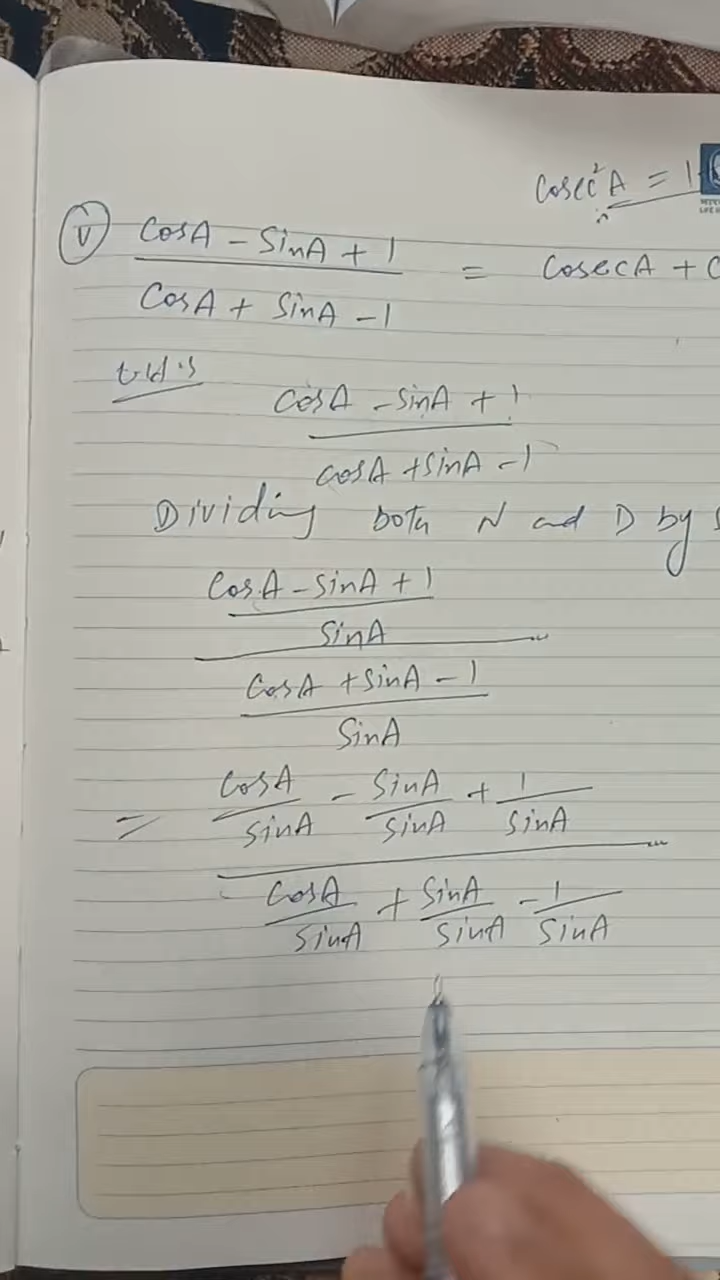 Cosec²A = 1
(v) CosA - SinA + 1 = CosecA + C
CosA + SinA - 1
L.H.S
CosA - SinA + 1
CosA + SinA - 1
Dividing both N and D by S
CosA - SinA + 1
SinA
CosA + SinA - 1
SinA
= CosA/SinA - SinA/SinA + 1/SinA
CosA/SinA + SinA/SinA - 1/SinA